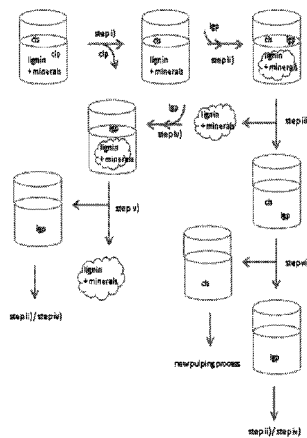 cls
clp
lignin
+minerals
step i)
clp
cls
lignin
+minerals
lgp
step ii)
cls
lgp
lignin
+minerals
step iii)
lignin
+minerals
lgp
step iv)
lgp
lignin
+minerals
cls
lgp
step v)
lgp
lignin
+minerals
step ii)/step iv)
step vi)
cls
new pulping process
lgp
step ii)/step iv)